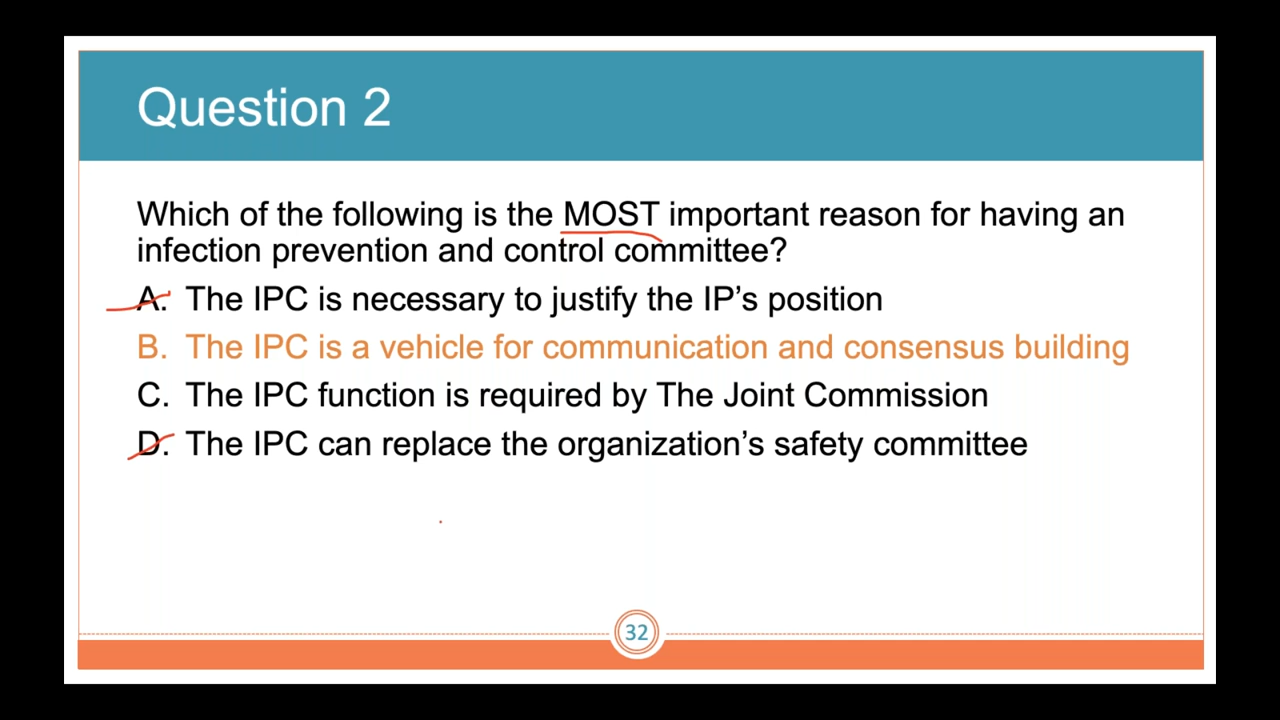 Question 2
Which of the following is the MOST important reason for having an
infection prevention and control committee?
A. The IPC is necessary to justify the IP’s position
B. The IPC is a vehicle for communication and consensus building
C. The IPC function is required by The Joint Commission
D. The IPC can replace the organization’s safety committee
32